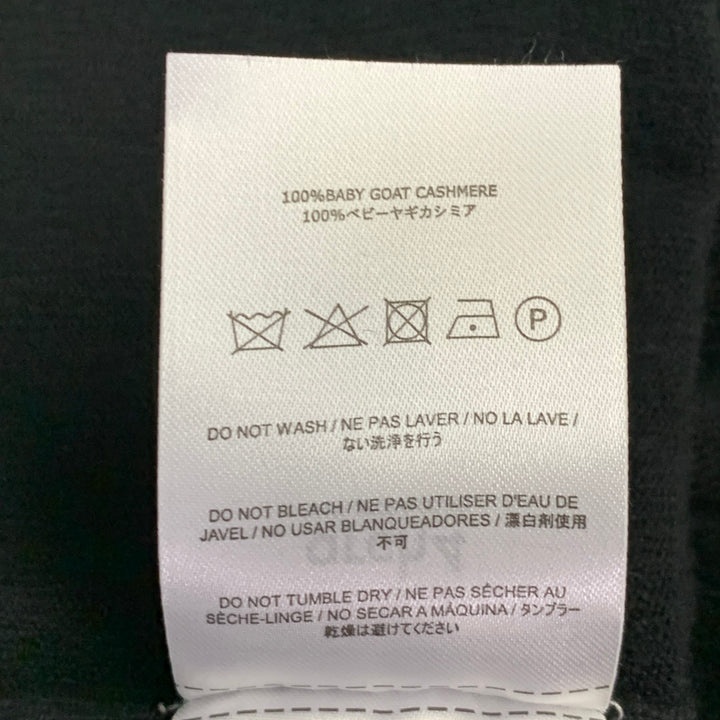 100%BABY GOAT CASHMERE
100%ベビーヤギカシミア
P
DO NOT WASH / NE PAS LAVER / NO LA LAVE /
ない洗浄を行う
DO NOT BLEACH / NE PAS UTILISER D'EAU DE
JAVEL / NO USAR BLANQUEADORES / 漂白剤使用
不可
arch4
DO NOT TUMBLE DRY / NE PAS SÉCHER AU
SÈCHE-LINGE / NO SECAR A MÁQUINA / タンブラー
乾燥は避けてください